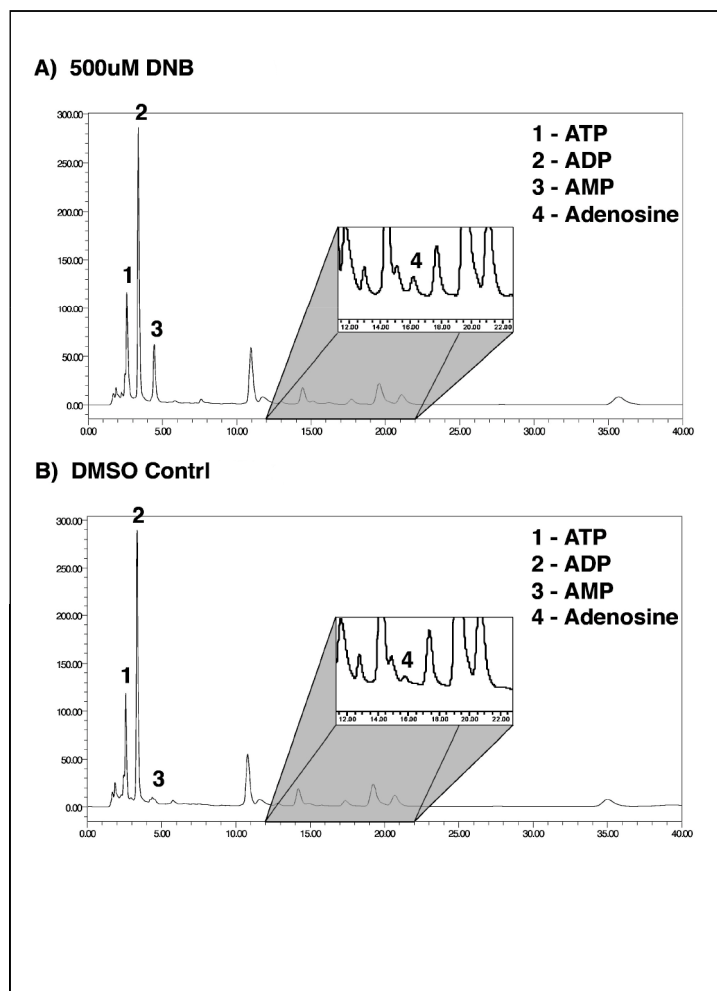 A) 500uM DNB
2
300.00
1 - ATP
2 - ADP
3 - AMP
4 - Adenosine
250.00
200.00
150.00
1
4
12.00 14.00 16.00 18.00 20.00 22.00
100.00
3
50.00
0.00
0.00 5.00 10.00 15.00 20.00 25.00 30.00 35.00 40.00
B) DMSO Contrl
2
300.00
1 - ATP
2 - ADP
3 - AMP
4 - Adenosine
250.00
200.00
150.00
4
1
12.00 14.00 16.00 18.00 20.00 22.00
100.00
50.00
3
0.00
0.00 5.00 10.00 15.00 20.00 25.00 30.00 35.00 40.00